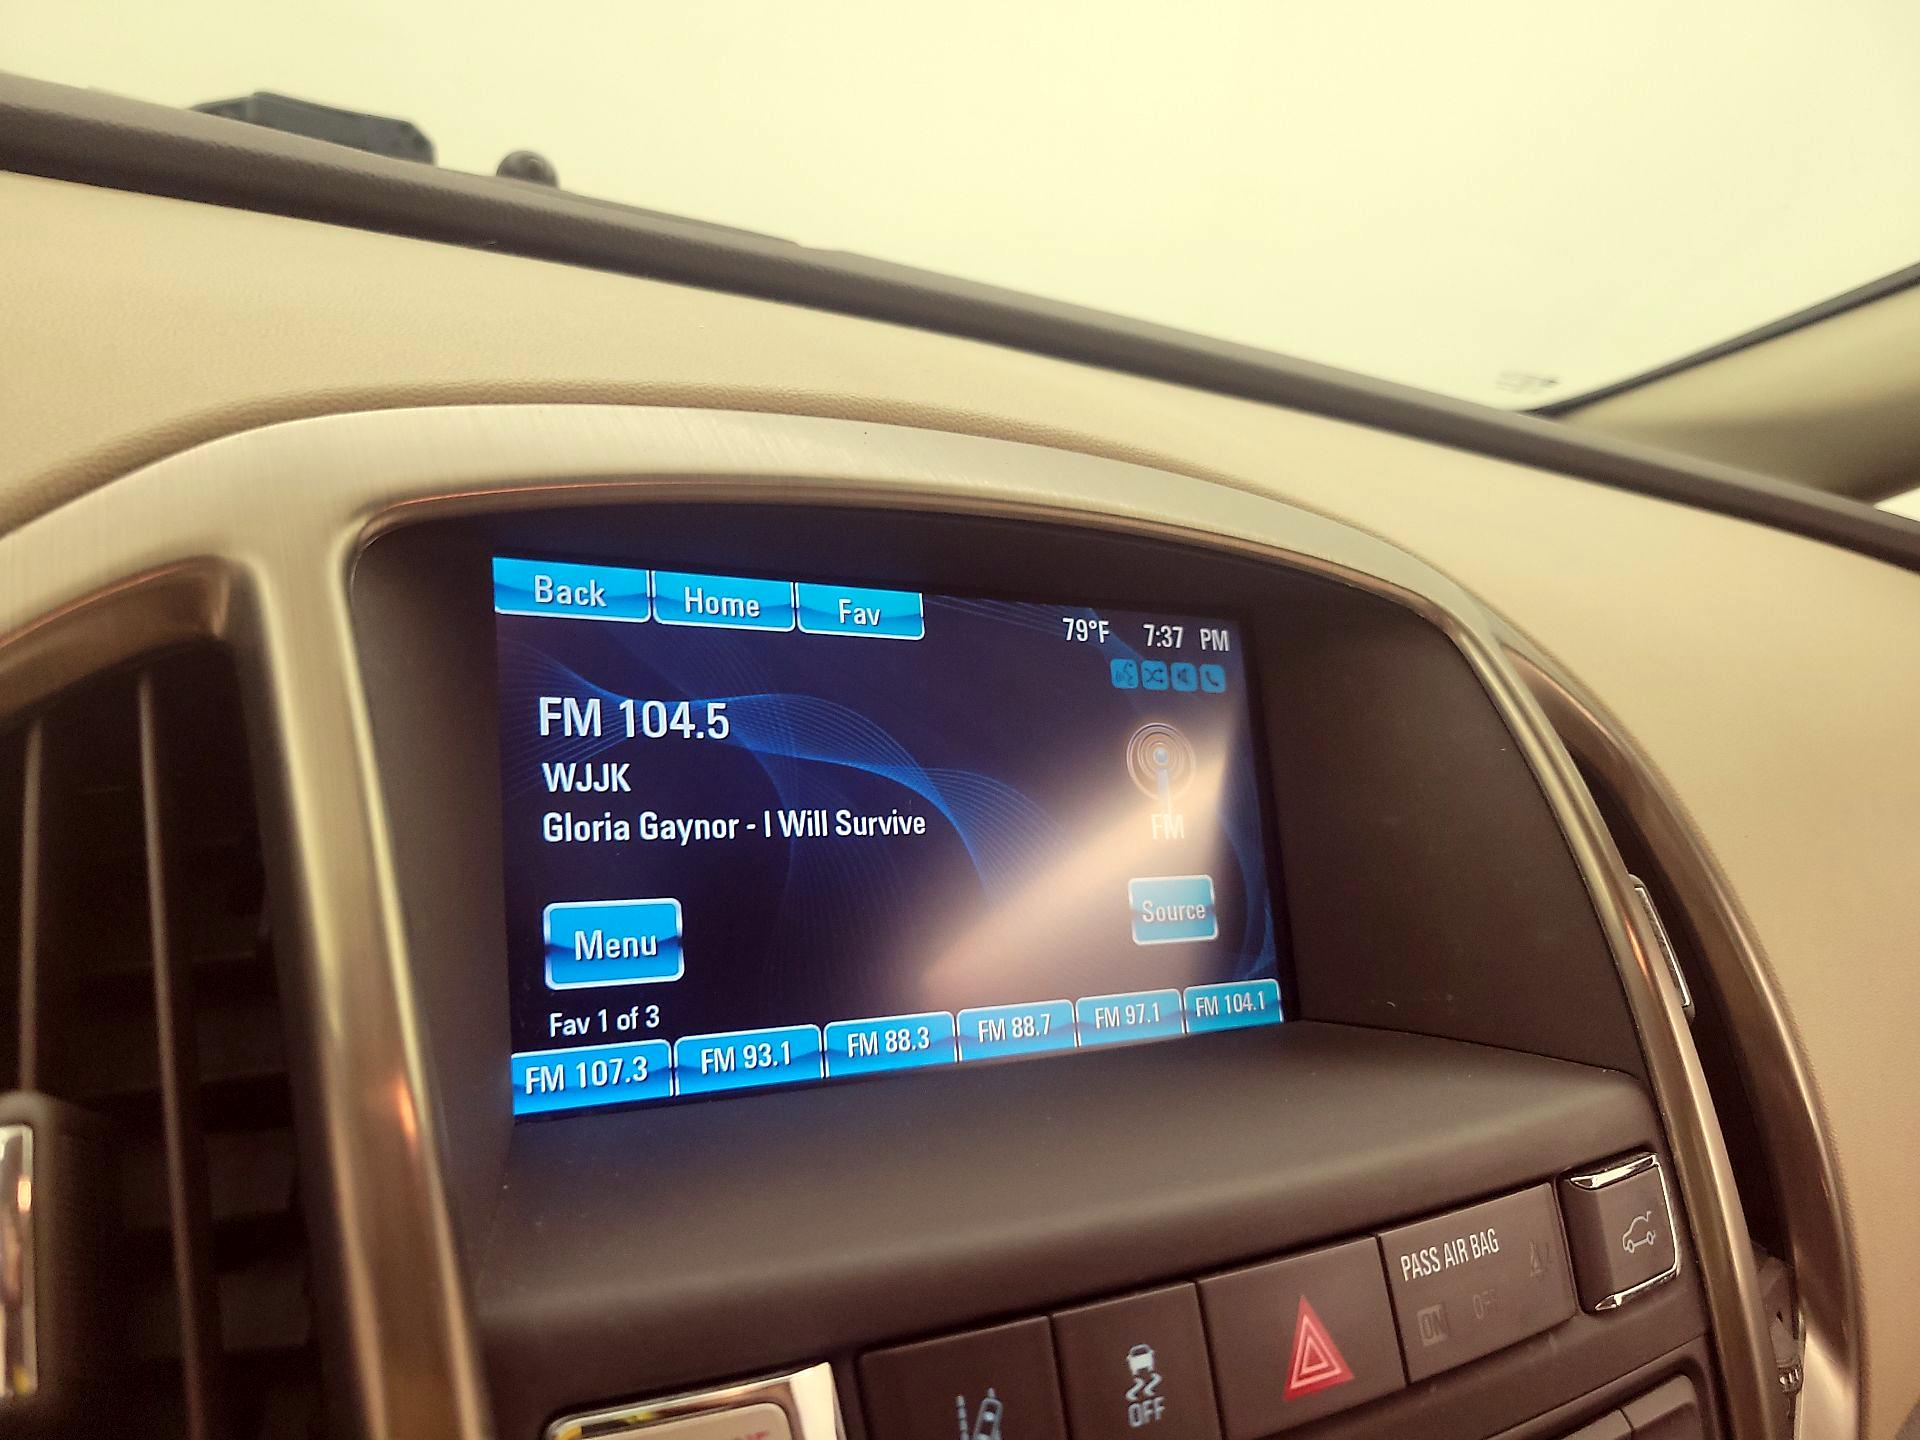 Back Home Fav
79°F 7:37 PM
FM 104.5
WJJK
Gloria Gaynor - I Will Survive
FM
Menu
Source
Fav 1 of 3
FM 107.3 FM 93.1 FM 88.3 FM 88.7 FM 97.1 FM 104.1
PASS AIR BAG
ON OFF
OFF